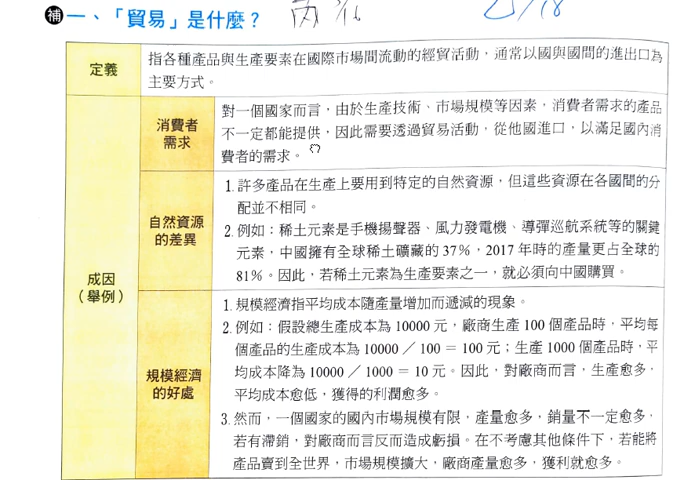 補 一、「貿易」是什麼？
定義
指各種產品與生產要素在國際市場間流動的經貿活動，通常以國與國間的進出口為
主要方式。
成因
（舉例）
消費者
需求
對一個國家而言，由於生產技術、市場規模等因素，消費者需求的產品
不一定都能提供，因此需要透過貿易活動，從他國進口，以滿足國內消
費者的需求。
自然資源
的差異
1. 許多產品在生產上要用到特定的自然資源，但這些資源在各國間的分
配並不相同。
2. 例如：稀土元素是手機揚聲器、風力發電機、導彈巡航系統等的關鍵
元素，中國擁有全球稀土礦藏的37%，2017年時的產量更占全球的
81%。因此，若稀土元素為生產要素之一，就必須向中國購買。
規模經濟
的好處
1. 規模經濟指平均成本隨產量增加而遞減的現象。
2. 例如：假設總生產成本為10000元，廠商生產100個產品時，平均每
個產品的生產成本為10000／100＝100元；生產1000個產品時，平
均成本降為10000／1000＝10元。因此，對廠商而言，生產愈多，
平均成本愈低，獲得的利潤愈多。
3. 然而，一個國家的國內市場規模有限，產量愈多，銷量不一定愈多，
若有滯銷，對廠商而言反而造成虧損。在不考慮其他條件下，若能將
產品賣到全世界，市場規模擴大，廠商產量愈多，獲利就愈多。